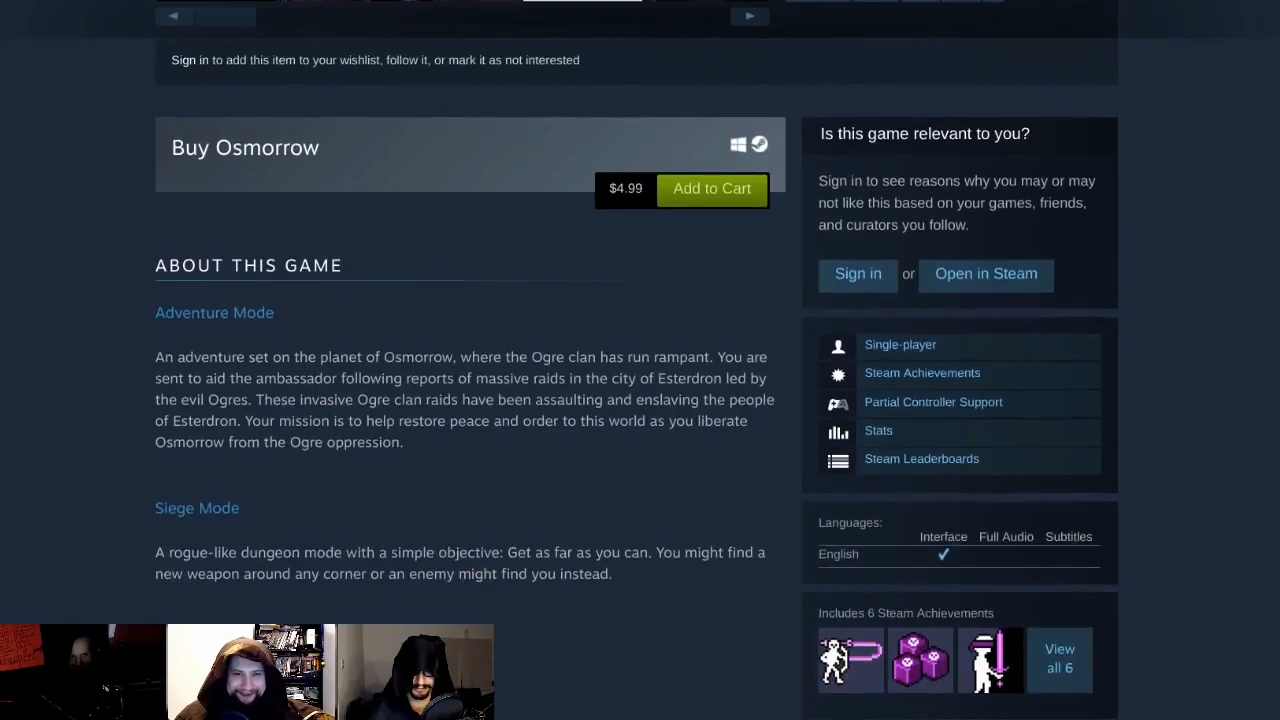 Sign in to add this item to your wishlist, follow it, or mark it as not interested
Buy Osmorrow
$4.99
Add to Cart
ABOUT THIS GAME
Adventure Mode
An adventure set on the planet of Osmorrow, where the Ogre clan has run rampant. You are
sent to aid the ambassador following reports of massive raids in the city of Esterdron led by
the evil Ogres. These invasive Ogre clan raids have been assaulting and enslaving the people
of Esterdron. Your mission is to help restore peace and order to this world as you liberate
Osmorrow from the Ogre oppression.
Siege Mode
A rogue-like dungeon mode with a simple objective: Get as far as you can. You might find a
new weapon around any corner or an enemy might find you instead.
Is this game relevant to you?
Sign in to see reasons why you may or may
not like this based on your games, friends,
and curators you follow.
Sign in or Open in Steam
Single-player
Steam Achievements
Partial Controller Support
Stats
Steam Leaderboards
Languages:
Interface Full Audio Subtitles
English ✓
Includes 6 Steam Achievements
View
all 6